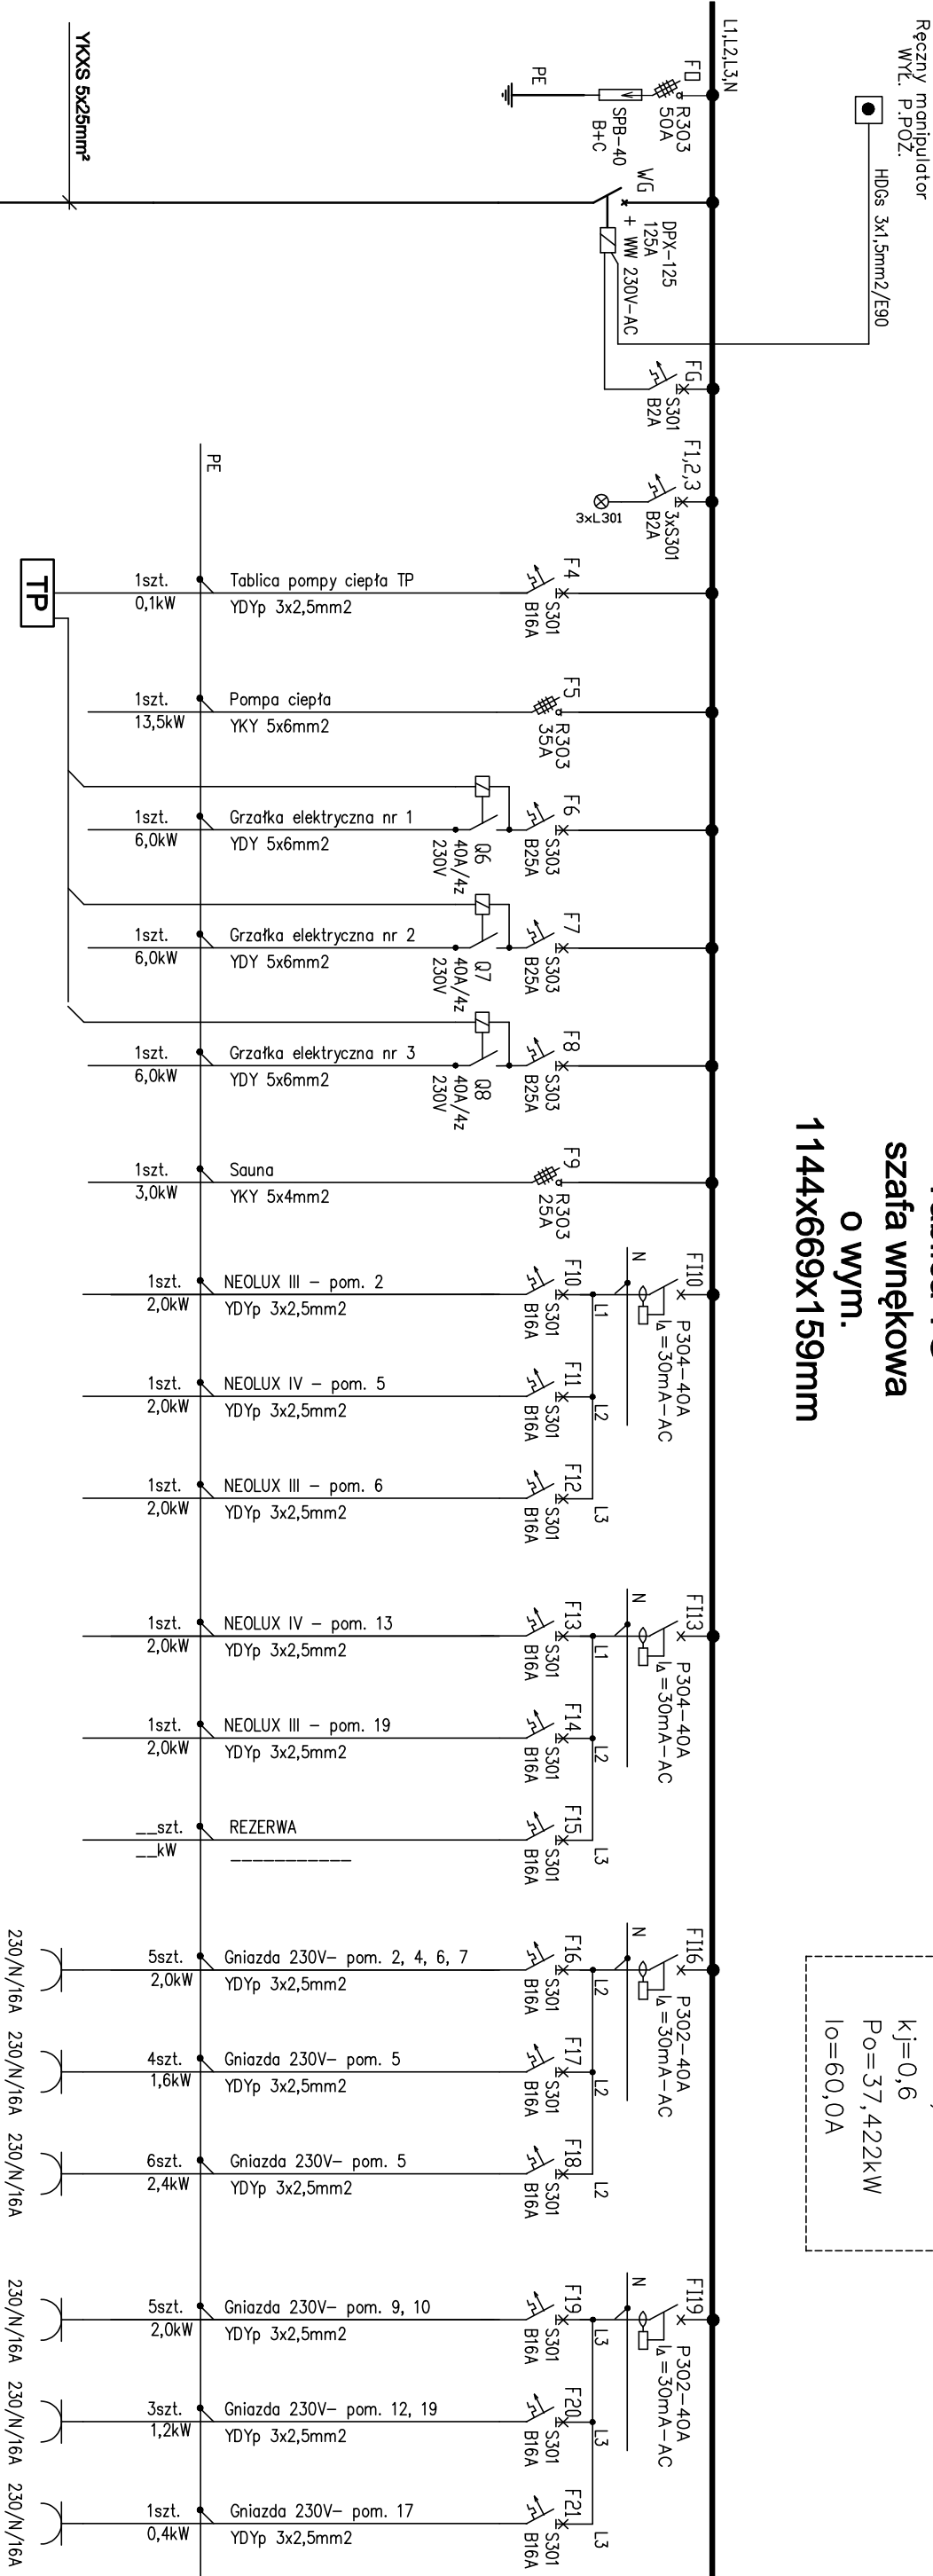 Ręczny manipulator
WYŁ. P.POŻ.
HDGs 3x1,5mm2/E90
L1,L2,L3,N
FO
R303
50A
SPB-40
B+C
PE
WG
DPX-125
125A
+ WW 230V-AC
YKXS 5x25mm²
FG
S301
B2A
F1,2,3
3xS301
B2A
3xL301
PE
szafa wnękowa
o wym.
1144x669x159mm
kj=0,6
Po=37,422kW
Io=60,0A
F4
S301
B16A
Tablica pompy ciepła TP
YDYp 3x2,5mm2
1szt.
0,1kW
TP
F5
R303
35A
Pompa ciepła
YKY 5x6mm2
1szt.
13,5kW
F6
S303
B25A
Q6
40A/4z
230V
Grzałka elektryczna nr 1
YDY 5x6mm2
1szt.
6,0kW
F7
S303
B25A
Q7
40A/4z
230V
Grzałka elektryczna nr 2
YDY 5x6mm2
1szt.
6,0kW
F8
S303
B25A
Q8
40A/4z
230V
Grzałka elektryczna nr 3
YDY 5x6mm2
1szt.
6,0kW
F9
R303
25A
Sauna
YKY 5x4mm2
1szt.
3,0kW
FI10
P304-40A
I∆=30mA-AC
N
L1
F10
S301
B16A
NEOLUX III - pom. 2
YDYp 3x2,5mm2
1szt.
2,0kW
L2
F11
S301
B16A
NEOLUX IV - pom. 5
YDYp 3x2,5mm2
1szt.
2,0kW
L3
F12
S301
B16A
NEOLUX III - pom. 6
YDYp 3x2,5mm2
1szt.
2,0kW
FI13
P304-40A
I∆=30mA-AC
N
L1
F13
S301
B16A
NEOLUX IV - pom. 13
YDYp 3x2,5mm2
1szt.
2,0kW
L2
F14
S301
B16A
NEOLUX III - pom. 19
YDYp 3x2,5mm2
1szt.
2,0kW
L3
F15
S301
B16A
REZERWA
___________
__szt.
__kW
FI16
P302-40A
I∆=30mA-AC
N
L2
F16
S301
B16A
Gniazda 230V- pom. 2, 4, 6, 7
YDYp 3x2,5mm2
5szt.
2,0kW
230/N/16A
L2
F17
S301
B16A
Gniazda 230V- pom. 5
YDYp 3x2,5mm2
4szt.
1,6kW
230/N/16A
L2
F18
S301
B16A
Gniazda 230V- pom. 5
YDYp 3x2,5mm2
6szt.
2,4kW
230/N/16A
FI19
P302-40A
I∆=30mA-AC
N
L3
F19
S301
B16A
Gniazda 230V- pom. 9, 10
YDYp 3x2,5mm2
5szt.
2,0kW
230/N/16A
L3
F20
S301
B16A
Gniazda 230V- pom. 12, 19
YDYp 3x2,5mm2
3szt.
1,2kW
230/N/16A
L3
F21
S301
B16A
Gniazda 230V- pom. 17
YDYp 3x2,5mm2
1szt.
0,4kW
230/N/16A